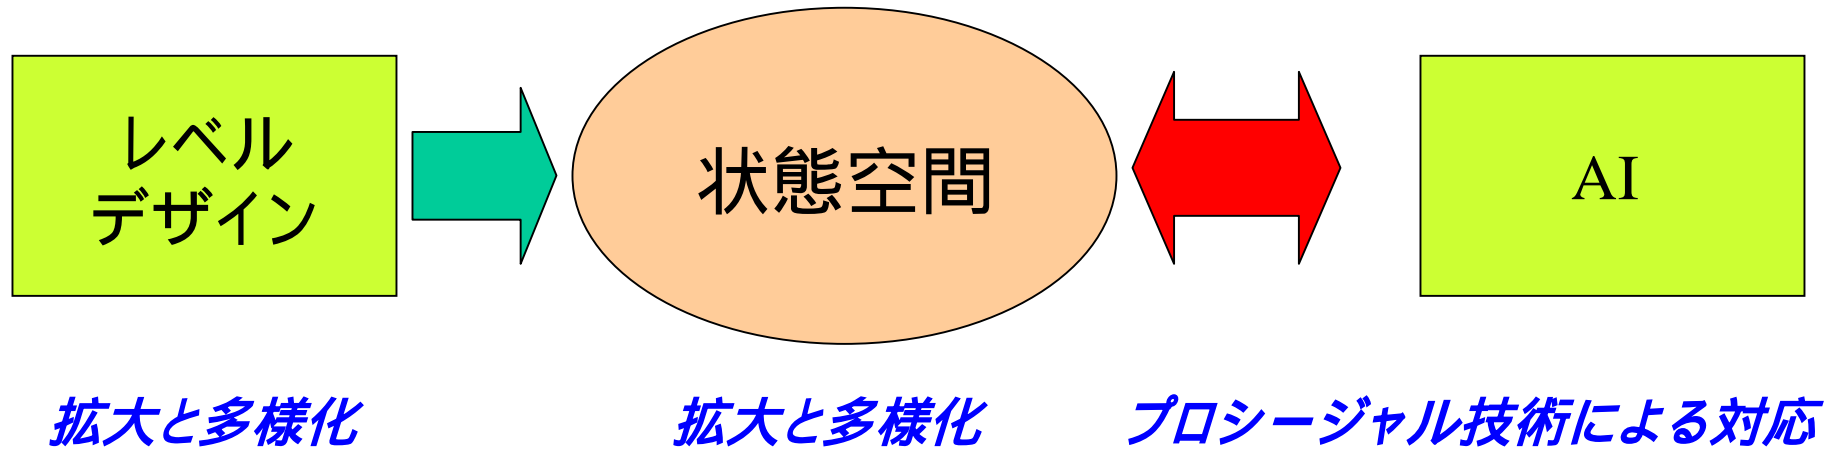 レベル
デザイン
状態空間
AI
拡大と多様化
拡大と多様化
プロシージャル技術による対応